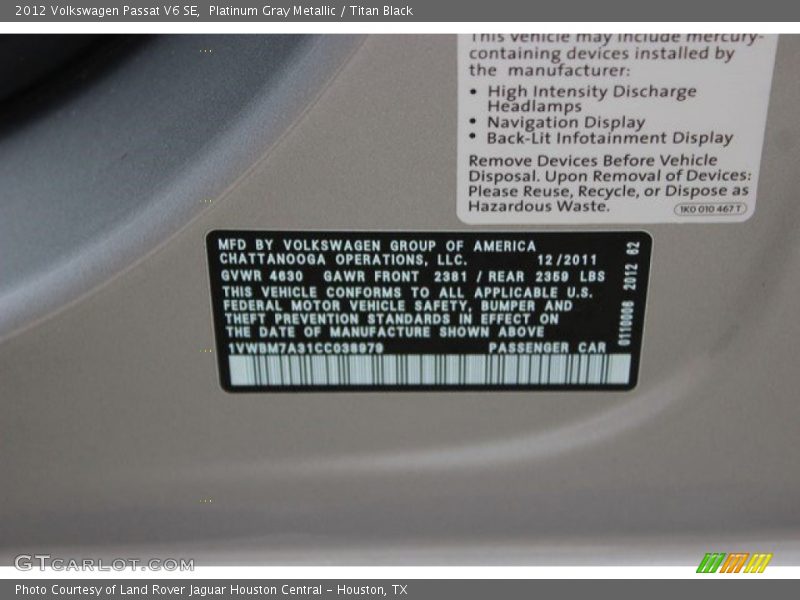 2012 Volkswagen Passat V6 SE,  Platinum Gray Metallic / Titan Black
This vehicle may include mercury-
containing devices installed by
the manufacturer:
• High Intensity Discharge
Headlamps
• Navigation Display
• Back-Lit Infotainment Display
Remove Devices Before Vehicle
Disposal. Upon Removal of Devices:
Please Reuse, Recycle, or Dispose as
Hazardous Waste.
1K0 010 467 T
MFD BY VOLKSWAGEN GROUP OF AMERICA
CHATTANOOGA OPERATIONS, LLC. 12/2011
GVWR 4630 GAWR FRONT 2381 / REAR 2359 LBS
THIS VEHICLE CONFORMS TO ALL APPLICABLE U.S.
FEDERAL MOTOR VEHICLE SAFETY, BUMPER AND
THEFT PREVENTION STANDARDS IN EFFECT ON
THE DATE OF MANUFACTURE SHOWN ABOVE
1VWBM7A31CC038979 PASSENGER CAR
0110006 2012 62
GTCARLOT.COM
Photo Courtesy of Land Rover Jaguar Houston Central – Houston, TX